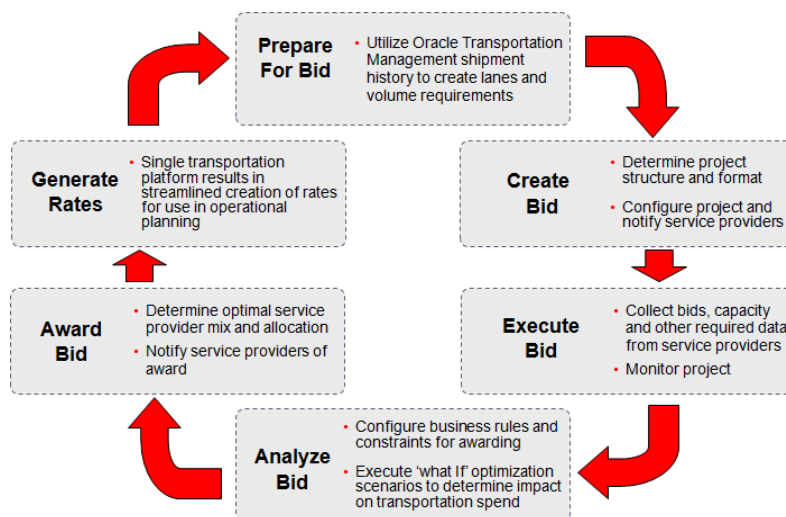 Prepare
For Bid
• Utilize Oracle Transportation
Management shipment
history to create lanes and
volume requirements
Create
Bid
• Determine project
structure and format
• Configure project and
notify service providers
Execute
Bid
• Collect bids, capacity
and other required data
from service providers
• Monitor project
Analyze
Bid
• Configure business rules and
constraints for awarding
• Execute ‘what If’ optimization
scenarios to determine impact
on transportation spend
Award
Bid
• Determine optimal service
provider mix and allocation
• Notify service providers of
award
Generate
Rates
• Single transportation
platform results in
streamlined creation of rates
for use in operational
planning